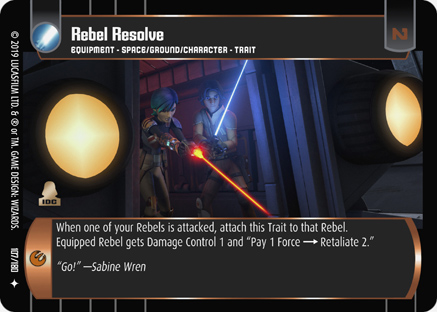 Rebel Resolve
EQUIPMENT - SPACE/GROUND/CHARACTER - TRAIT
N
© 2019 LUCASFILM LTD. & ® or TM. GAME DESIGN: WIZARDS.
107/180
IDC
When one of your Rebels is attacked, attach this Trait to that Rebel.
Equipped Rebel gets Damage Control 1 and “Pay 1 Force → Retaliate 2.”
“Go!” —Sabine Wren